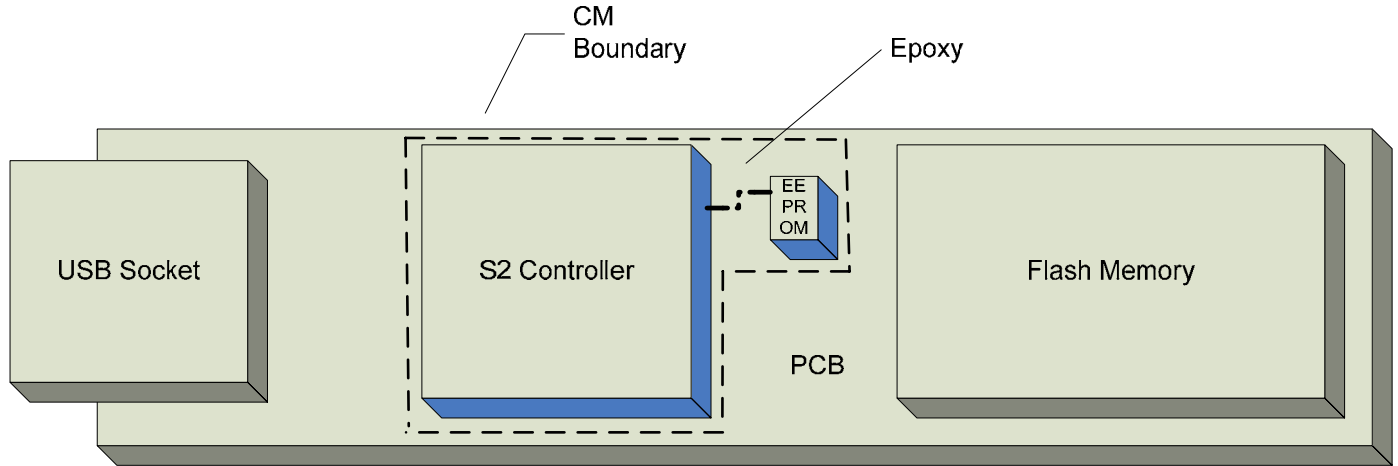 CM
Boundary
Epoxy
USB Socket
S2 Controller
EE
PR
OM
Flash Memory
PCB